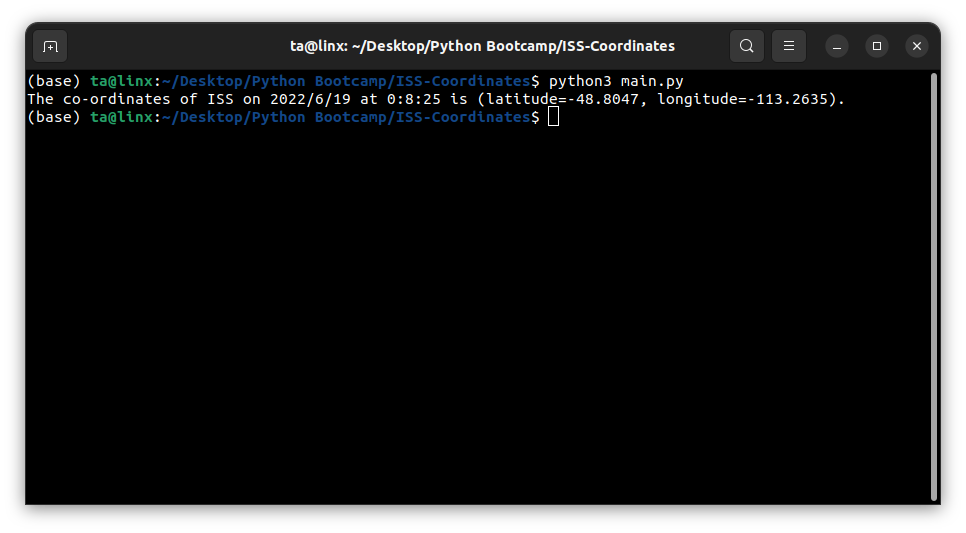 ta@linx: ~/Desktop/Python Bootcamp/ISS-Coordinates
(base) ta@linx:~/Desktop/Python Bootcamp/ISS-Coordinates$ python3 main.py
The co-ordinates of ISS on 2022/6/19 at 0:8:25 is (latitude=-48.8047, longitude=-113.2635).
(base) ta@linx:~/Desktop/Python Bootcamp/ISS-Coordinates$